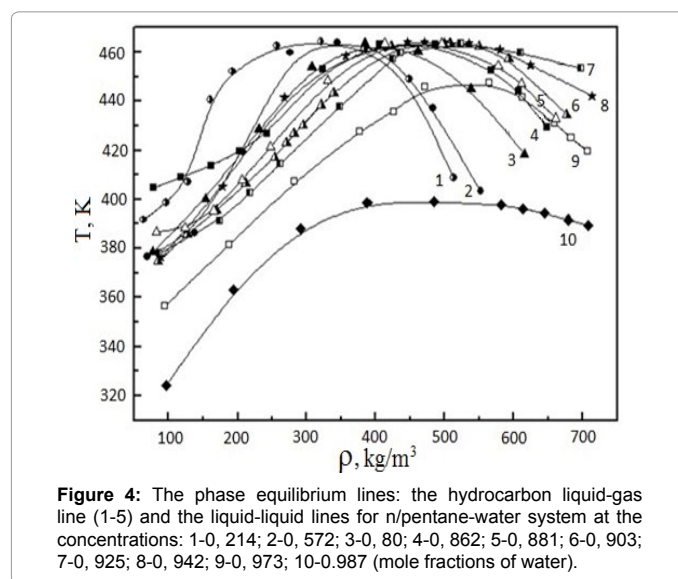 460
440
420
400
380
360
340
320
T, K
1
2
3
4
5
6
7
8
9
10
100 200 300 400 500 600 700
ρ, kg/m³
Figure 4: The phase equilibrium lines: the hydrocarbon liquid-gas
line (1-5) and the liquid-liquid lines for n/pentane-water system at the
concentrations: 1-0, 214; 2-0, 572; 3-0, 80; 4-0, 862; 5-0, 881; 6-0, 903;
7-0, 925; 8-0, 942; 9-0, 973; 10-0.987 (mole fractions of water).